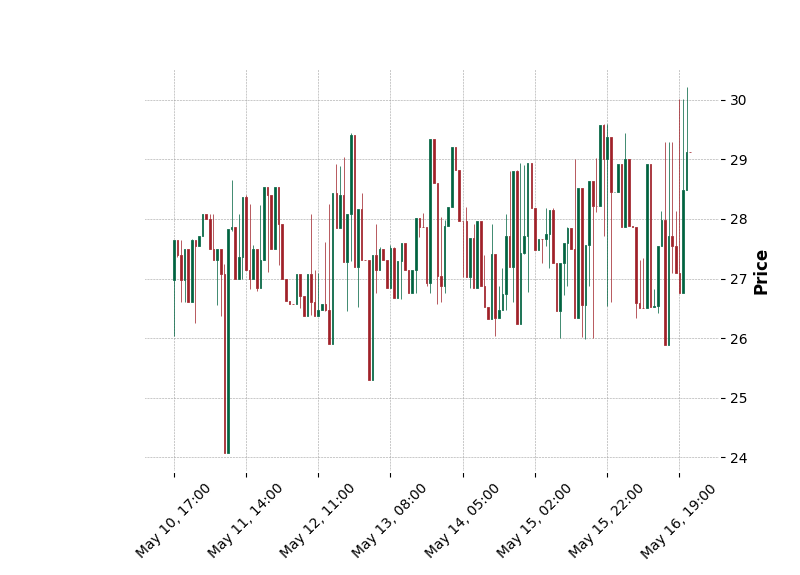 30
29
28
27
26
25
24
Price
May 10, 17:00
May 11, 14:00
May 12, 11:00
May 13, 08:00
May 14, 05:00
May 15, 02:00
May 15, 22:00
May 16, 19:00